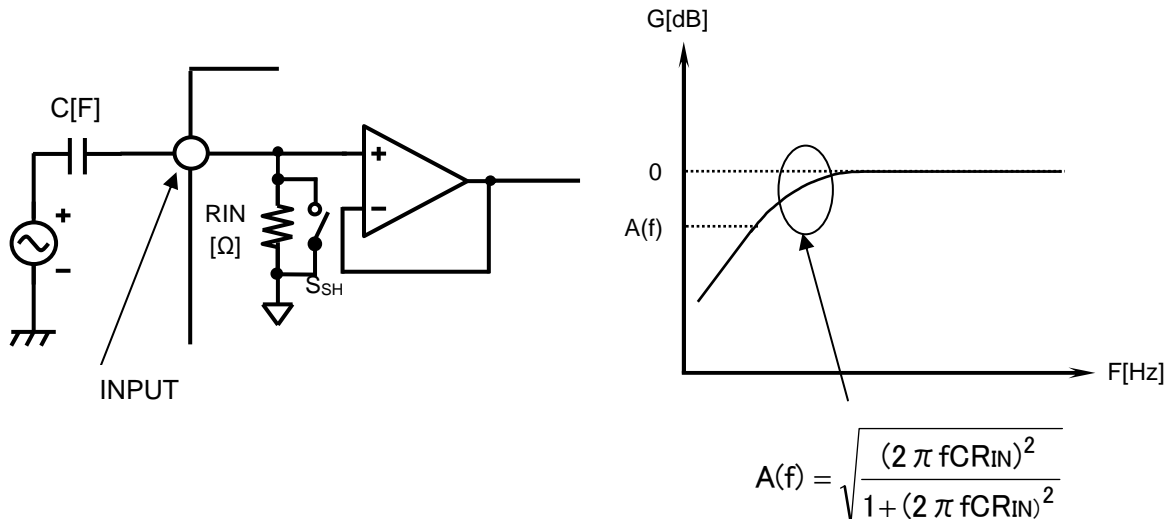 C[F]
+
−
INPUT
RIN
[Ω]
SSH
+
−
G[dB]
0
A(f)
F[Hz]
A(f) = √((2πfCRIN)² / (1+(2πfCRIN)²))